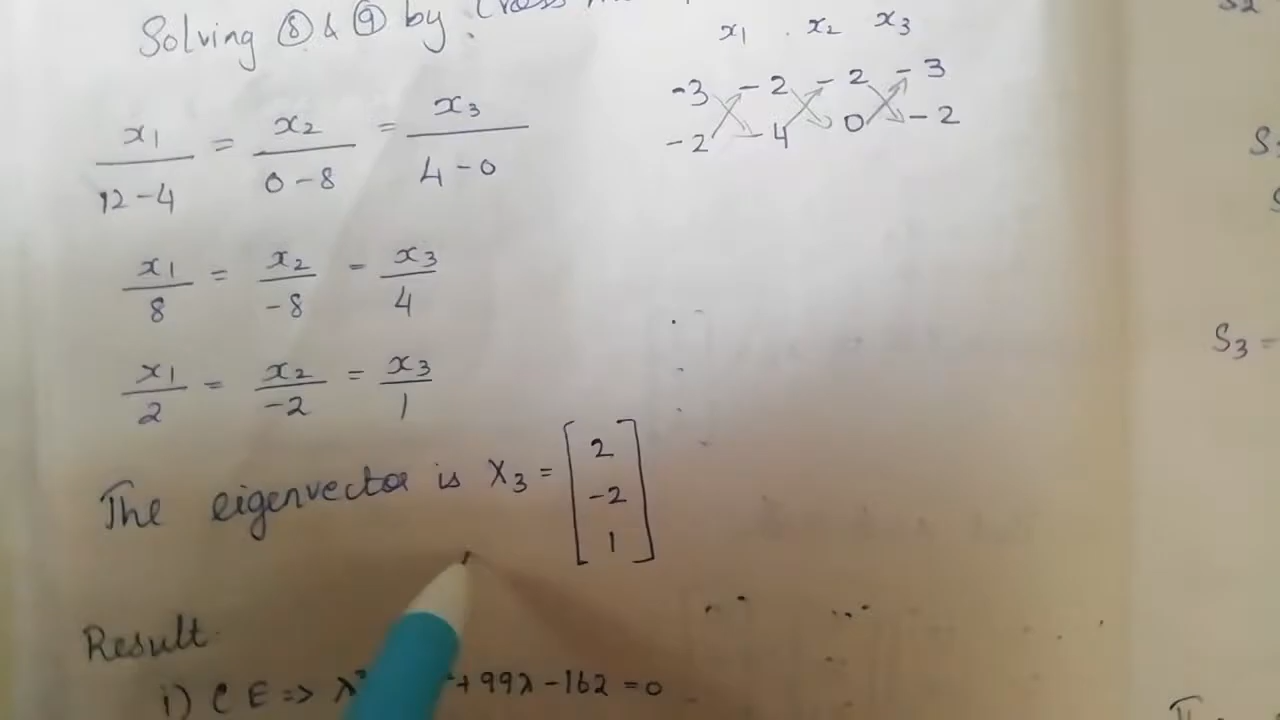 Solving ⑧ & ⑨ by Cross
x₁ x₂ x₃
-3 -2 -2 -3
-2 -4 0 -2
x₁/12-4 = x₂/0-8 = x₃/4-0
x₁/8 = x₂/-8 = x₃/4
x₁/2 = x₂/-2 = x₃/1
The eigenvector is X₃ = [2 -2 1]
Result
i) C E => λ +99λ-162=0
S₃ =